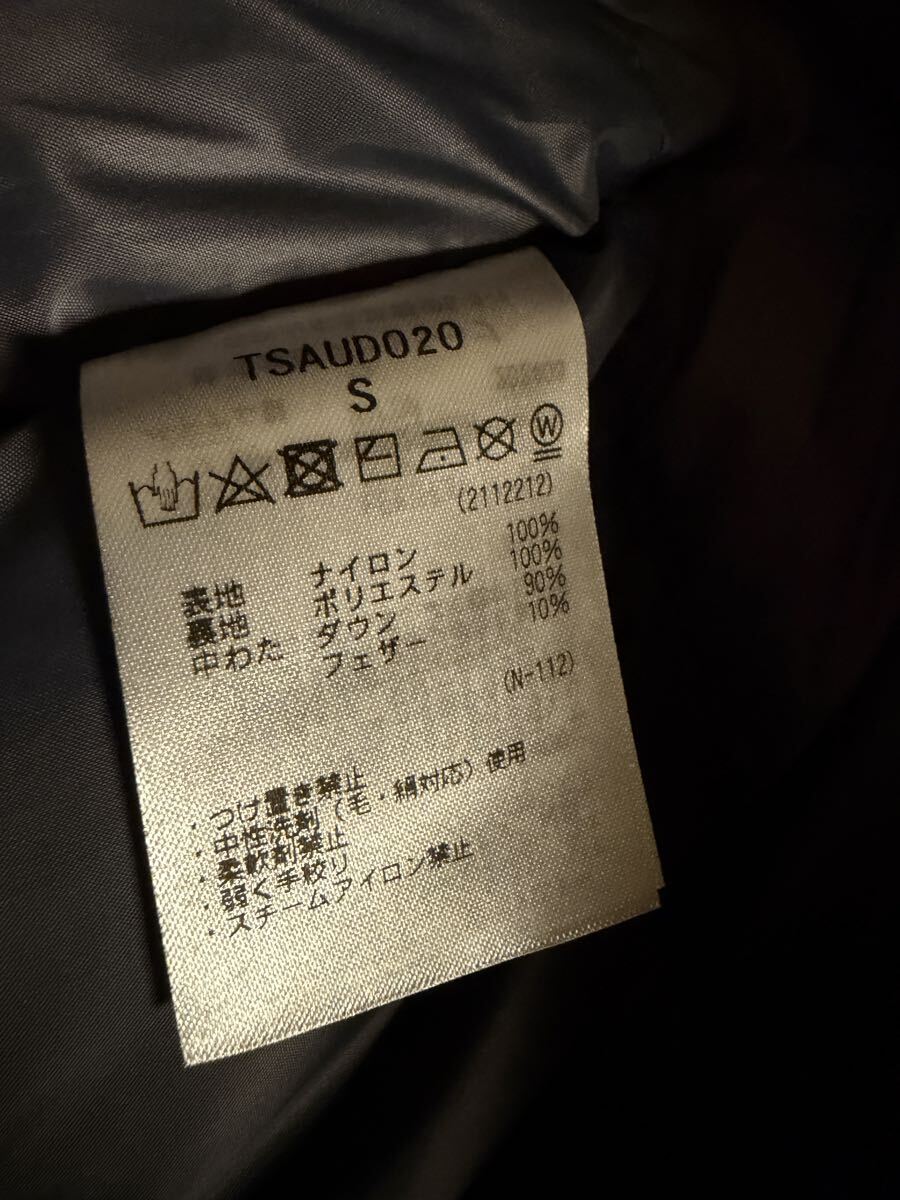 TSAUD020
S
W
(2112212)
表地 ナイロン 100%
裏地 ポリエステル 100%
中わた ダウン 90%
フェザー 10%
(N-112)
・つけ置き禁止
・中性洗剤(毛・絹対応)使用
・柔軟剤禁止
・弱く手絞り
・スチームアイロン禁止